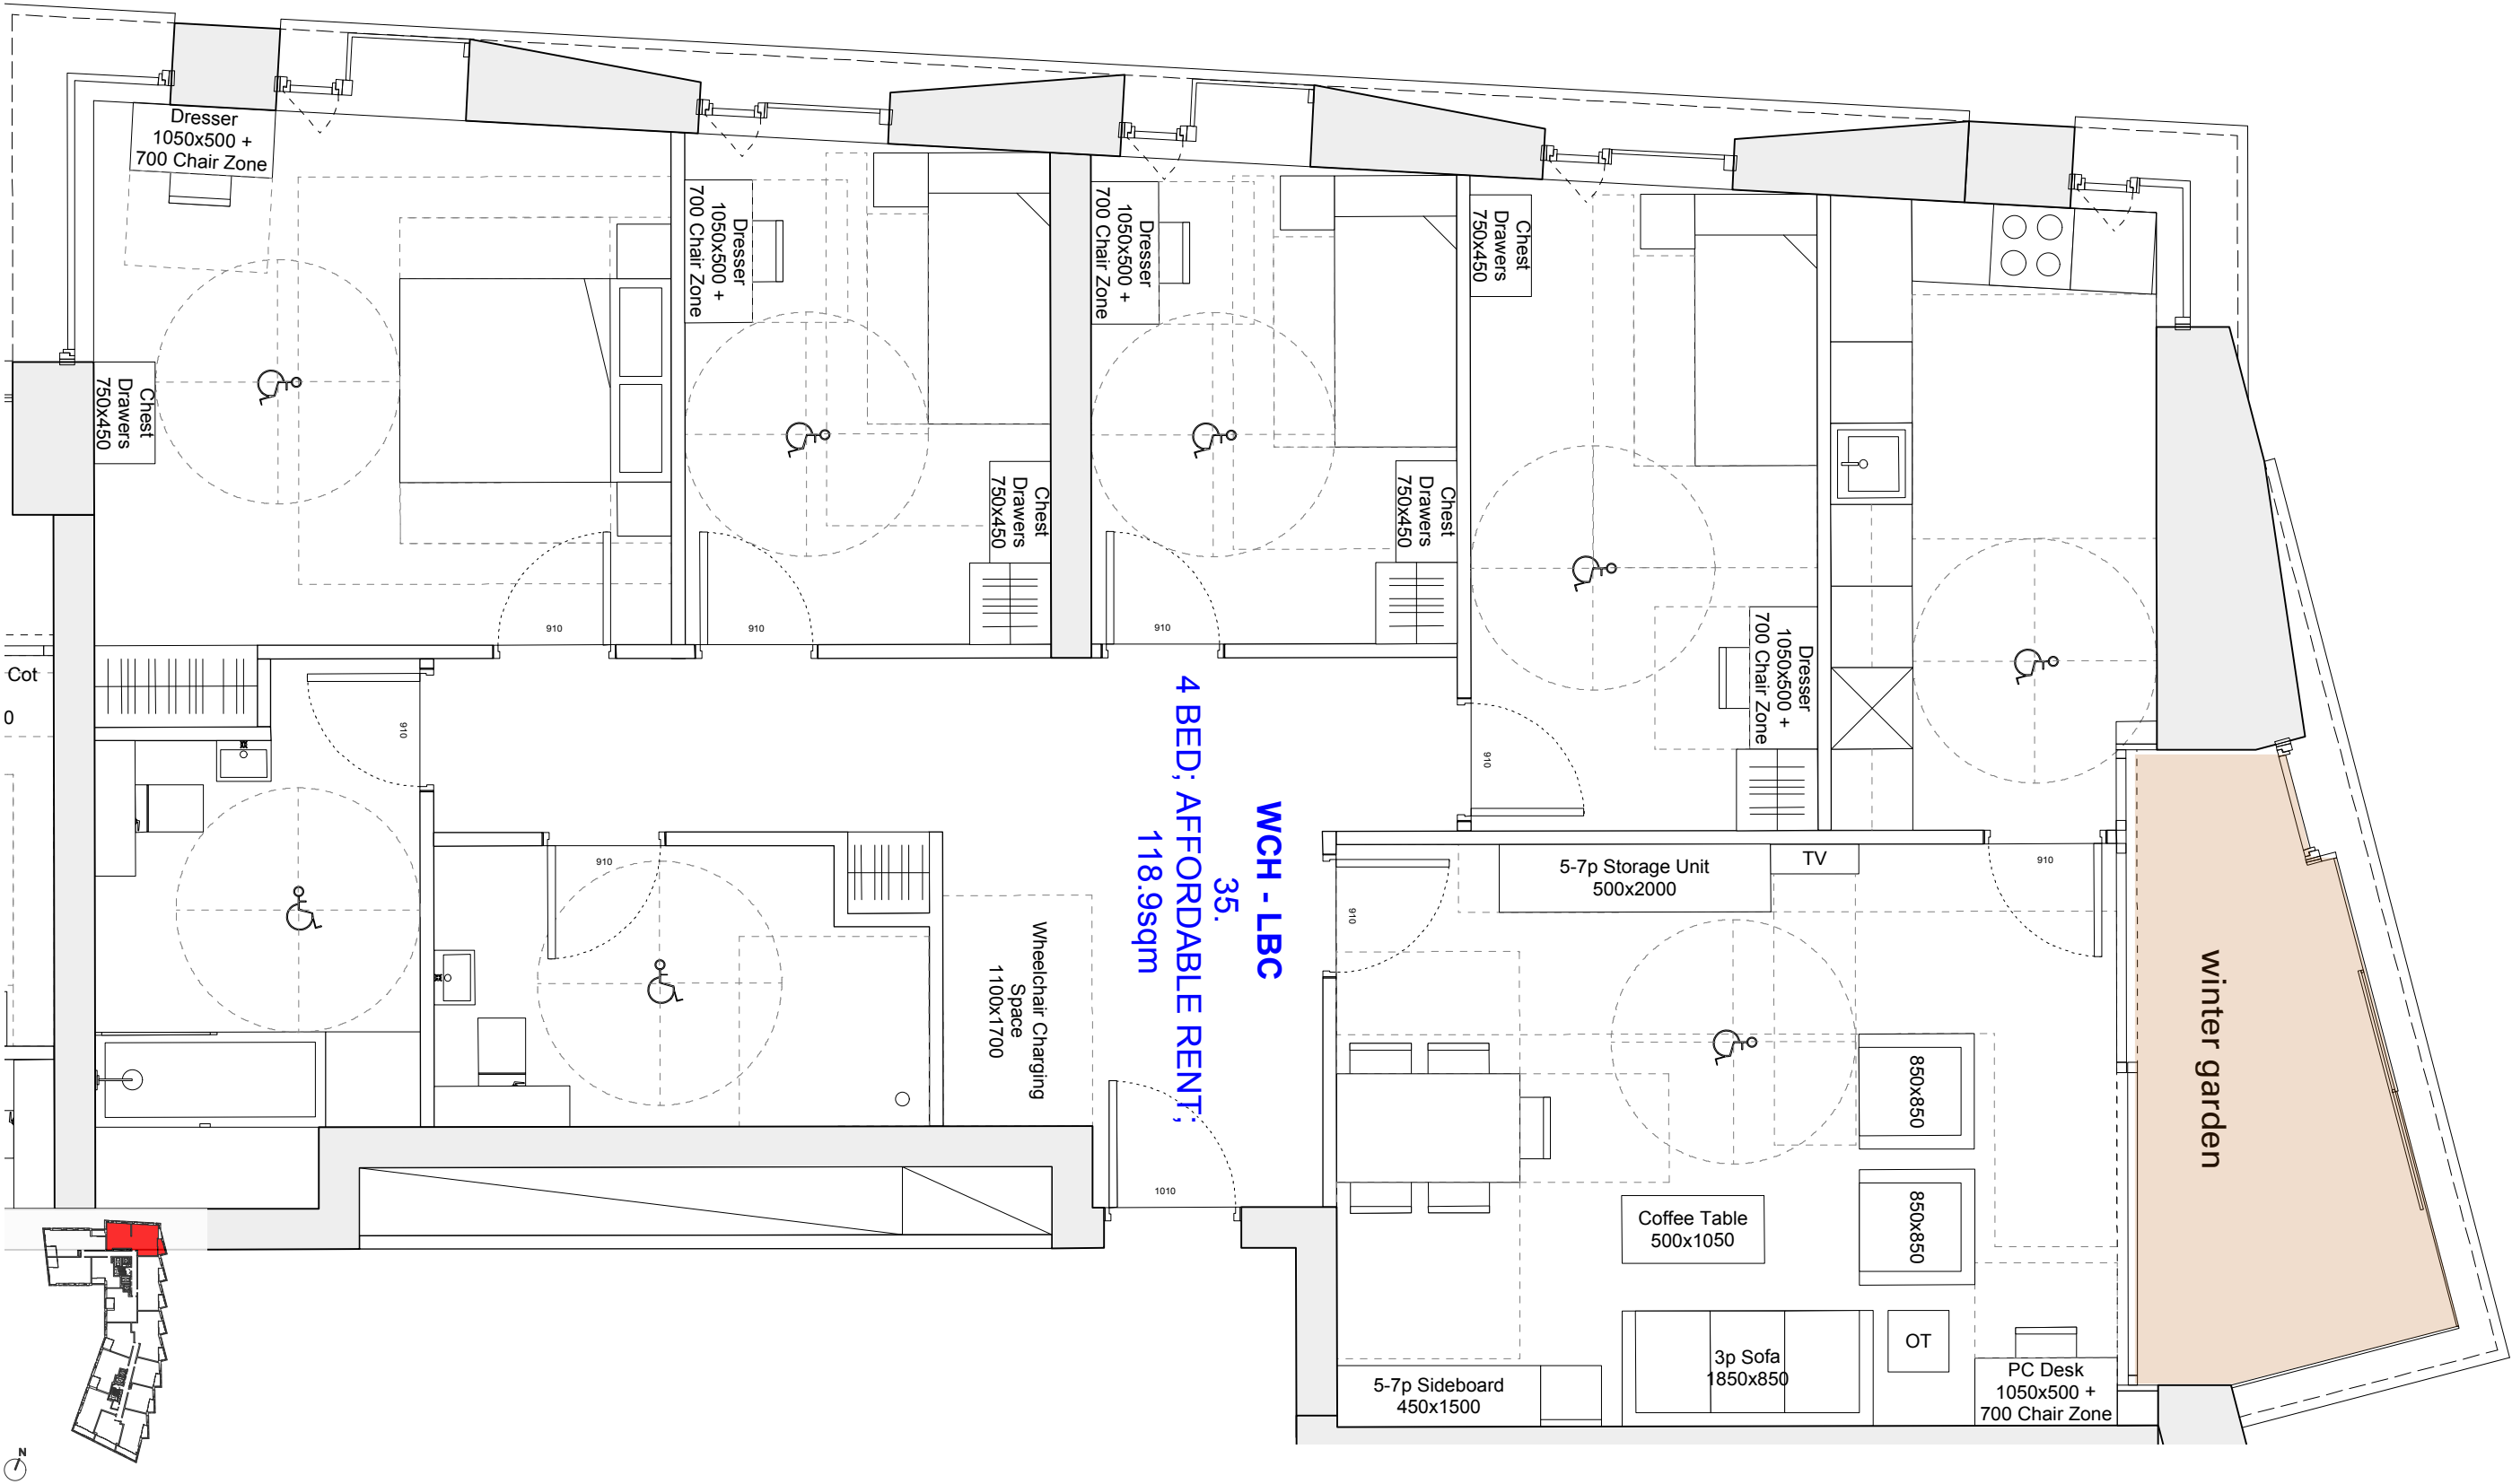 Dresser
1050x500 +
700 Chair Zone
Dresser
1050x500 +
700 Chair Zone
Dresser
1050x500 +
700 Chair Zone
Chest
Drawers
750x450
Chest
Drawers
750x450
Chest
Drawers
750x450
Chest
Drawers
750x450
910
910
910
Dresser
1050x500 +
700 Chair Zone
Cot
0
910
910
910
910
910
WCH - LBC
35.
4 BED; AFFORDABLE RENT;
118.9sqm
5-7p Storage Unit
500x2000
TV
Wheelchair Charging
Space
1100x1700
winter garden
850x850
850x850
1010
Coffee Table
500x1050
3p Sofa
1850x850
OT
5-7p Sideboard
450x1500
PC Desk
1050x500 +
700 Chair Zone
N